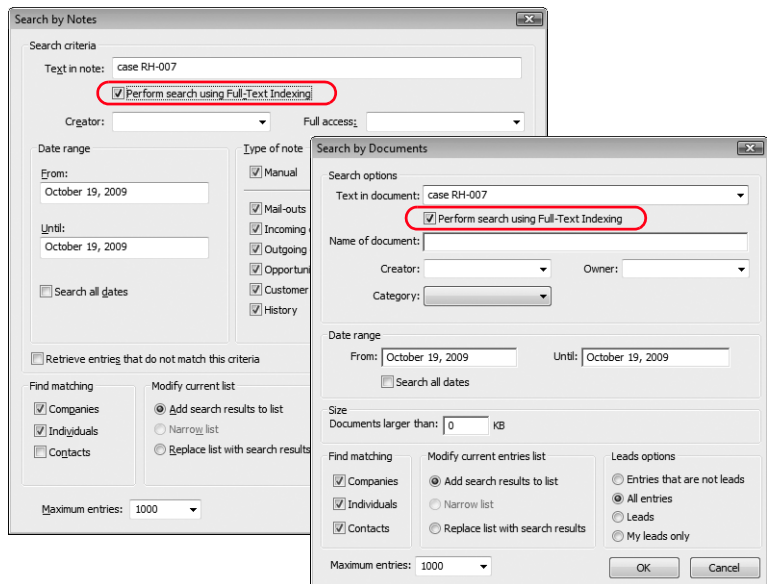 Search by Notes
Search criteria
Text in note: case RH-007
Perform search using Full-Text Indexing
Creator: Full access:
Date range
From:
October 19, 2009
Until:
October 19, 2009
Search all dates
Type of note
Manual
Mail-outs
Incoming
Outgoing
Opportuni
Customer
History
Retrieve entries that do not match this criteria
Find matching
Companies
Individuals
Contacts
Modify current list
Add search results to list
Narrow list
Replace list with search results
Maximum entries: 1000
Search by Documents
Search options
Text in document: case RH-007
Perform search using Full-Text Indexing
Name of document:
Creator: Owner:
Category:
Date range
From: October 19, 2009 Until: October 19, 2009
Search all dates
Size
Documents larger than: 0 KB
Find matching
Companies
Individuals
Contacts
Modify current entries list
Add search results to list
Narrow list
Replace list with search results
Leads options
Entries that are not leads
All entries
Leads
My leads only
Maximum entries: 1000
OK Cancel